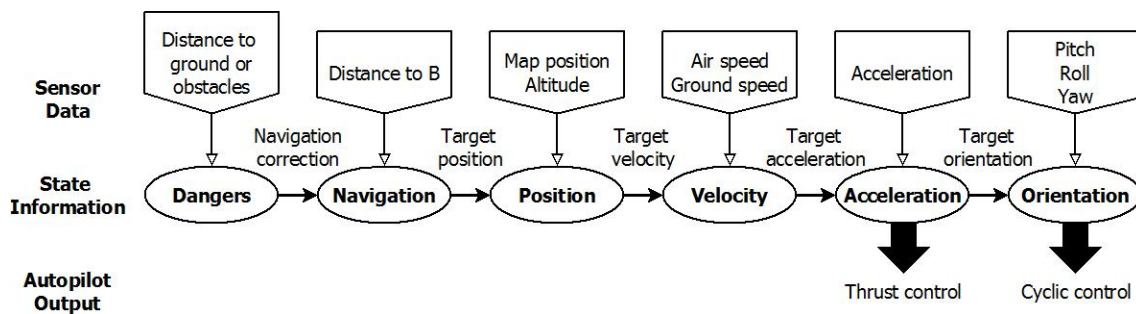 Sensor
Data
Distance to
ground or
obstacles
Distance to B
Map position
Altitude
Air speed
Ground speed
Acceleration
Pitch
Roll
Yaw
Navigation
correction
Target
position
Target
velocity
Target
acceleration
Target
orientation
State
Information
Dangers
Navigation
Position
Velocity
Acceleration
Orientation
Autopilot
Output
Thrust control
Cyclic control